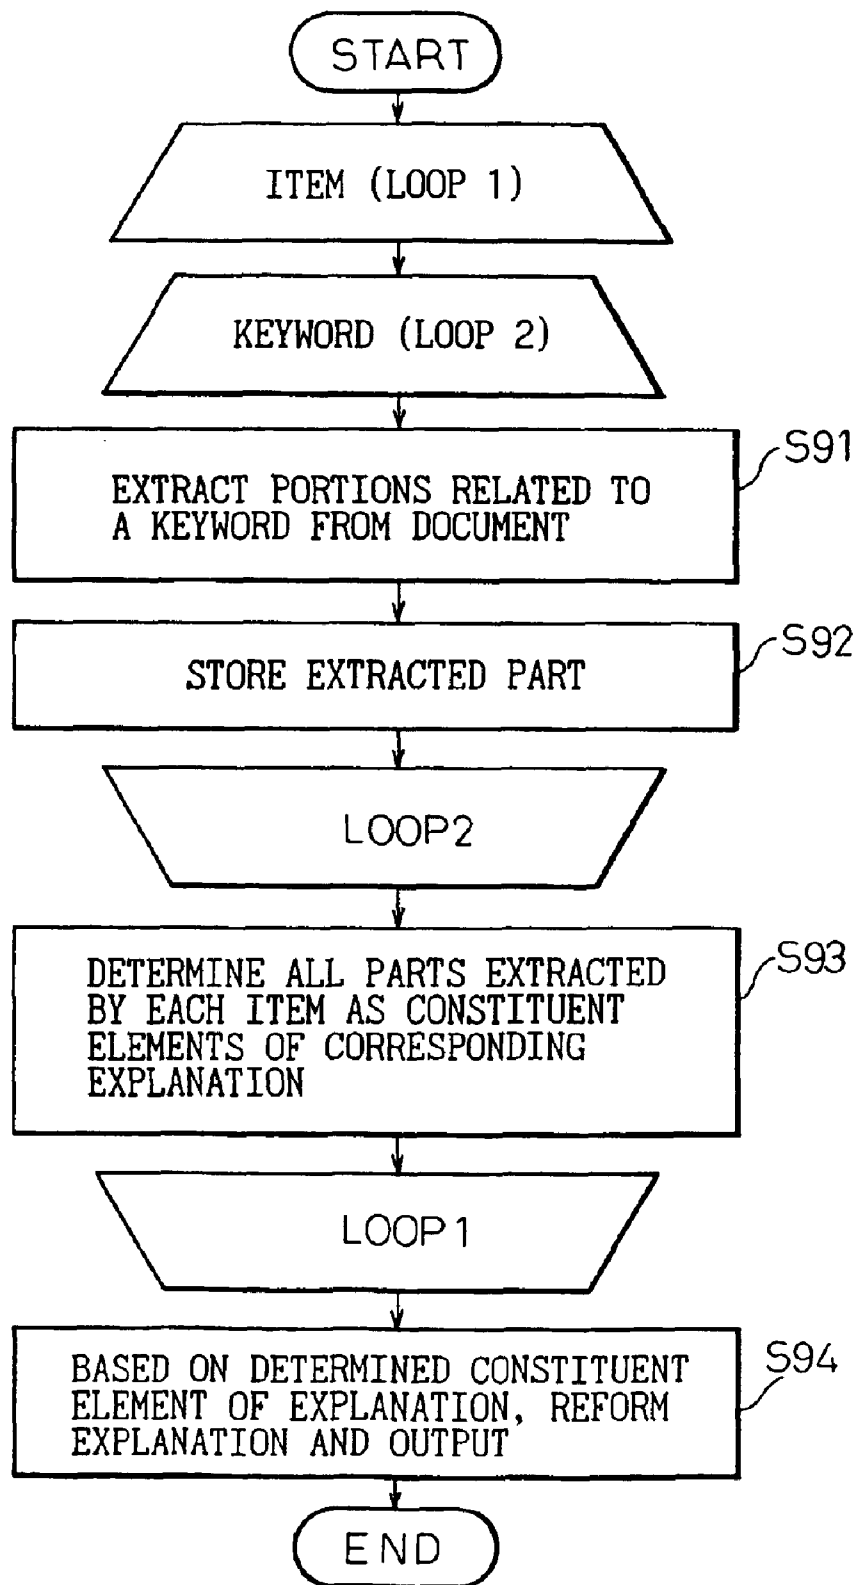 START
ITEM (LOOP 1)
KEYWORD (LOOP 2)
S91
EXTRACT PORTIONS RELATED TO
A KEYWORD FROM DOCUMENT
S92
STORE EXTRACTED PART
LOOP2
S93
DETERMINE ALL PARTS EXTRACTED
BY EACH ITEM AS CONSTITUENT
ELEMENTS OF CORRESPONDING
EXPLANATION
LOOP1
S94
BASED ON DETERMINED CONSTITUENT
ELEMENT OF EXPLANATION, REFORM
EXPLANATION AND OUTPUT
END